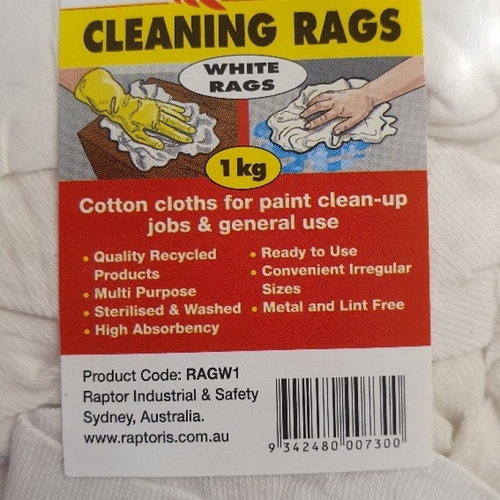 CLEANING RAGS
WHITE
RAGS
1 kg
Cotton cloths for paint clean-up
jobs & general use
• Quality Recycled
Products
• Multi Purpose
• Sterilised & Washed
• High Absorbency
• Ready to Use
• Convenient Irregular
Sizes
• Metal and Lint Free
Product Code: RAGW1
Raptor Industrial & Safety
Sydney, Australia.
www.raptoris.com.au
9 342480 007300